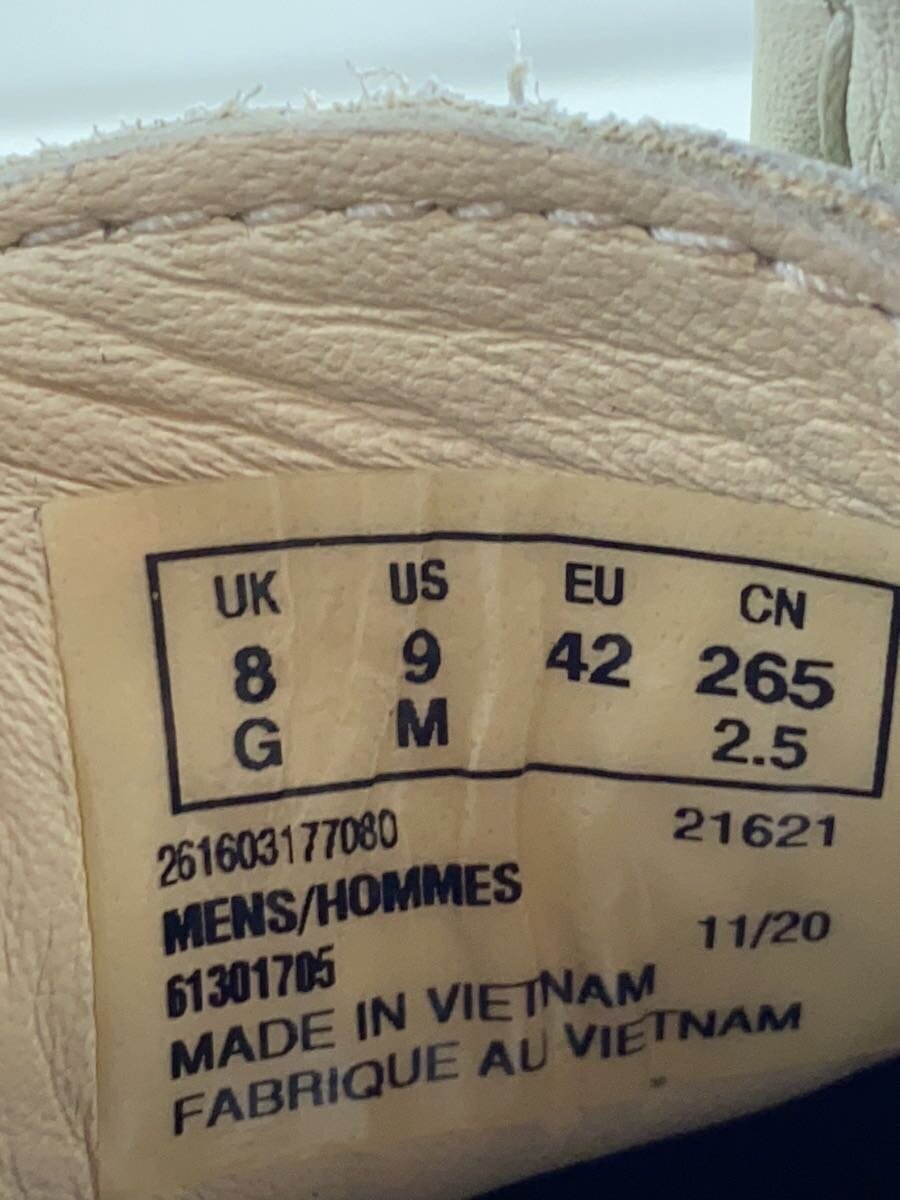 UK US EU CN
8 9 42 265
G M 2.5
261603177080 21621
MENS/HOMMES
61301705 11/20
MADE IN VIETNAM
FABRIQUE AU VIETNAM